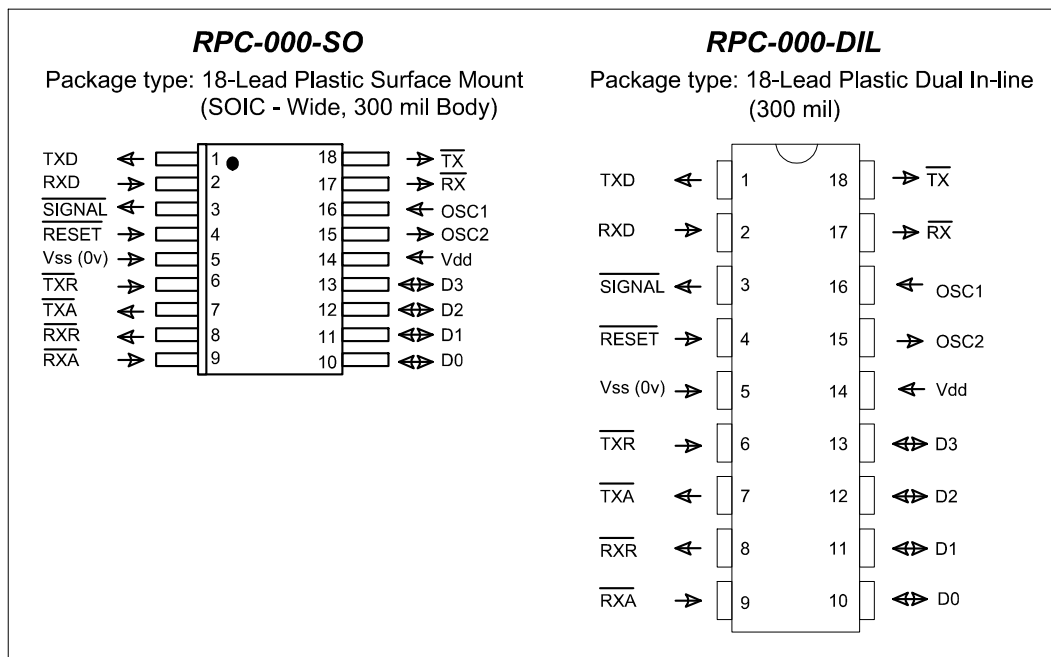 RPC-000-SO
Package type: 18-Lead Plastic Surface Mount
(SOIC - Wide, 300 mil Body)
TXD 1 18 TX
RXD 2 17 RX
SIGNAL 3 16 OSC1
RESET 4 15 OSC2
Vss (0v) 5 14 Vdd
TXR 6 13 D3
TXA 7 12 D2
RXR 8 11 D1
RXA 9 10 D0
RPC-000-DIL
Package type: 18-Lead Plastic Dual In-line
(300 mil)
TXD 1 18 TX
RXD 2 17 RX
SIGNAL 3 16 OSC1
RESET 4 15 OSC2
Vss (0v) 5 14 Vdd
TXR 6 13 D3
TXA 7 12 D2
RXR 8 11 D1
RXA 9 10 D0